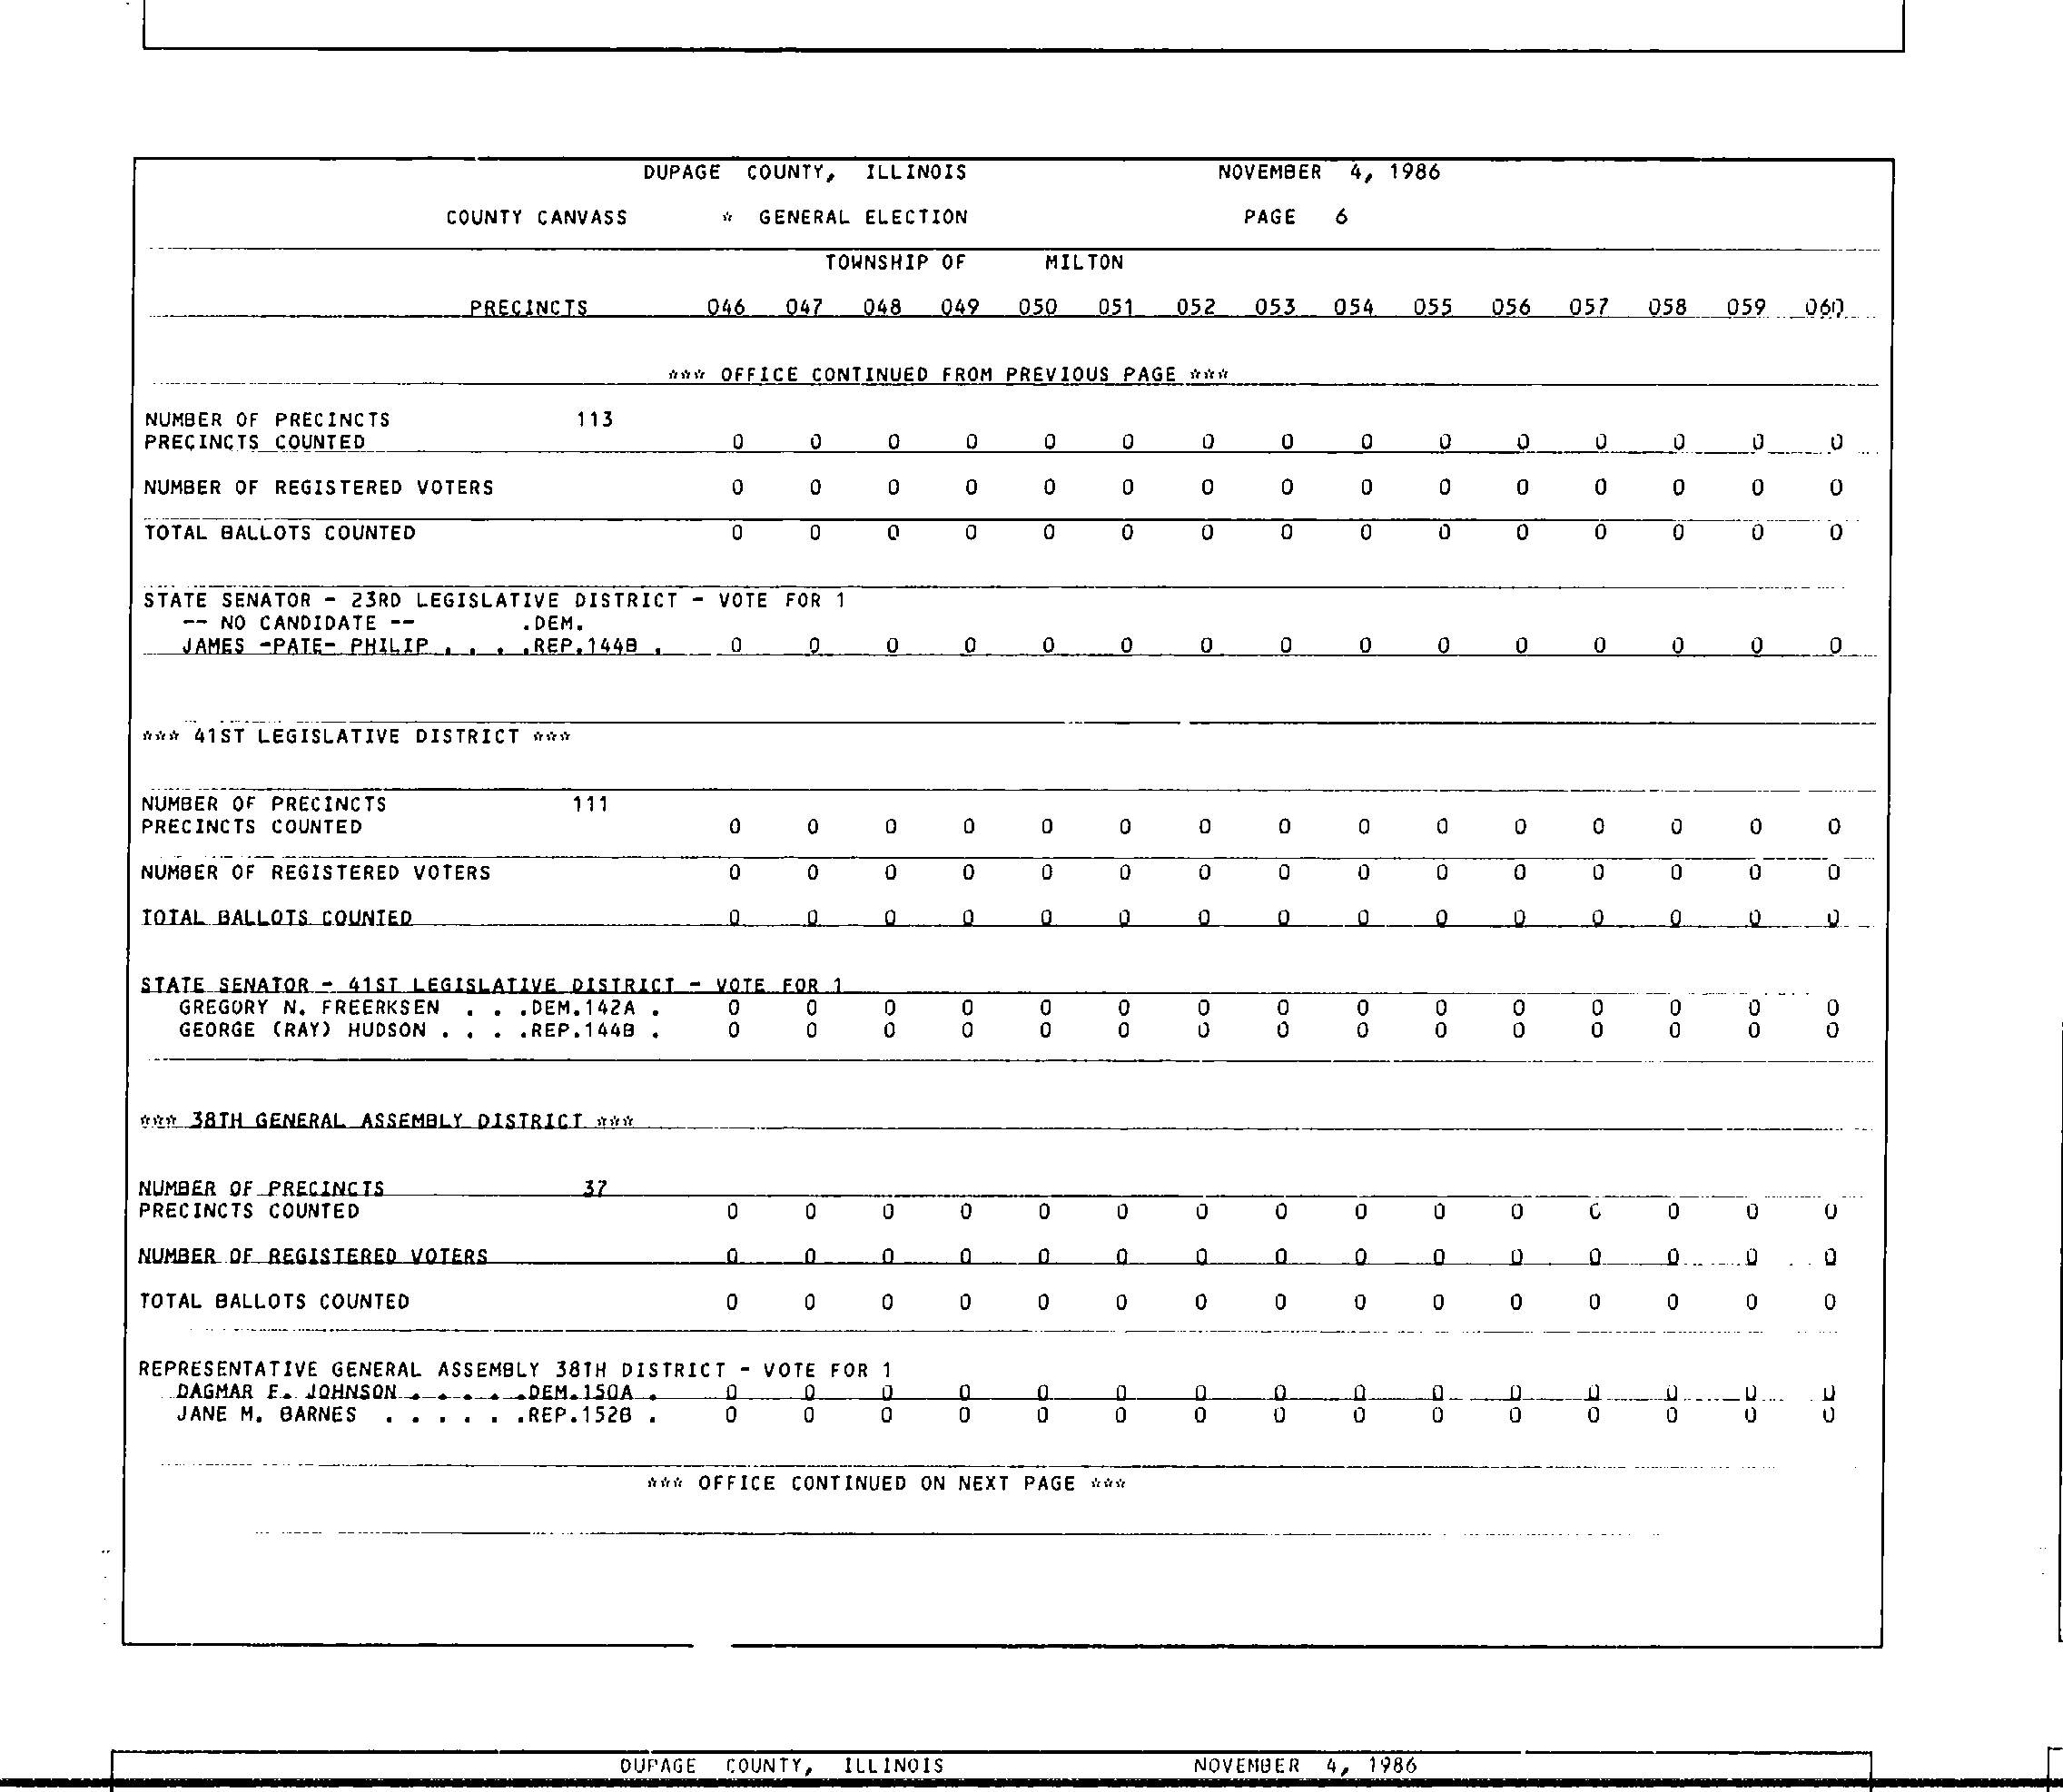 DUPAGE COUNTY, ILLINOIS NOVEMBER 4, 1986
COUNTY CANVASS * GENERAL ELECTION PAGE 6
TOWNSHIP OF MILTON
PRECINCTS 046 047 048 049 050 051 052 053 054 055 056 057 058 059 060
*** OFFICE CONTINUED FROM PREVIOUS PAGE ***
NUMBER OF PRECINCTS 113
PRECINCTS COUNTED 0 0 0 0 0 0 0 0 0 0 0 0 0 0 0
NUMBER OF REGISTERED VOTERS 0 0 0 0 0 0 0 0 0 0 0 0 0 0 0
TOTAL BALLOTS COUNTED 0 0 0 0 0 0 0 0 0 0 0 0 0 0 0
STATE SENATOR - 23RD LEGISLATIVE DISTRICT - VOTE FOR 1
-- NO CANDIDATE -- .DEM.
JAMES -PATE- PHILIP . . . .REP.144B . 0 0 0 0 0 0 0 0 0 0 0 0 0 0 0
*** 41ST LEGISLATIVE DISTRICT ***
NUMBER OF PRECINCTS 111
PRECINCTS COUNTED 0 0 0 0 0 0 0 0 0 0 0 0 0 0 0
NUMBER OF REGISTERED VOTERS 0 0 0 0 0 0 0 0 0 0 0 0 0 0 0
TOTAL BALLOTS COUNTED 0 0 0 0 0 0 0 0 0 0 0 0 0 0 0
STATE SENATOR - 41ST LEGISLATIVE DISTRICT - VOTE FOR 1
GREGORY N. FREERKSEN . . .DEM.142A . 0 0 0 0 0 0 0 0 0 0 0 0 0 0 0
GEORGE (RAY) HUDSON . . . .REP.144B . 0 0 0 0 0 0 0 0 0 0 0 0 0 0 0
*** 38TH GENERAL ASSEMBLY DISTRICT ***
NUMBER OF PRECINCTS 37
PRECINCTS COUNTED 0 0 0 0 0 0 0 0 0 0 0 0 0 0 0
NUMBER OF REGISTERED VOTERS 0 0 0 0 0 0 0 0 0 0 0 0 0 0 0
TOTAL BALLOTS COUNTED 0 0 0 0 0 0 0 0 0 0 0 0 0 0 0
REPRESENTATIVE GENERAL ASSEMBLY 38TH DISTRICT - VOTE FOR 1
DAGMAR E. JOHNSON . . . . .DEM.150A . 0 0 0 0 0 0 0 0 0 0 0 0 0 0 0
JANE M. BARNES . . . . . .REP.152B . 0 0 0 0 0 0 0 0 0 0 0 0 0 0 0
*** OFFICE CONTINUED ON NEXT PAGE ***
DUPAGE COUNTY, ILLINOIS NOVEMBER 4, 1986